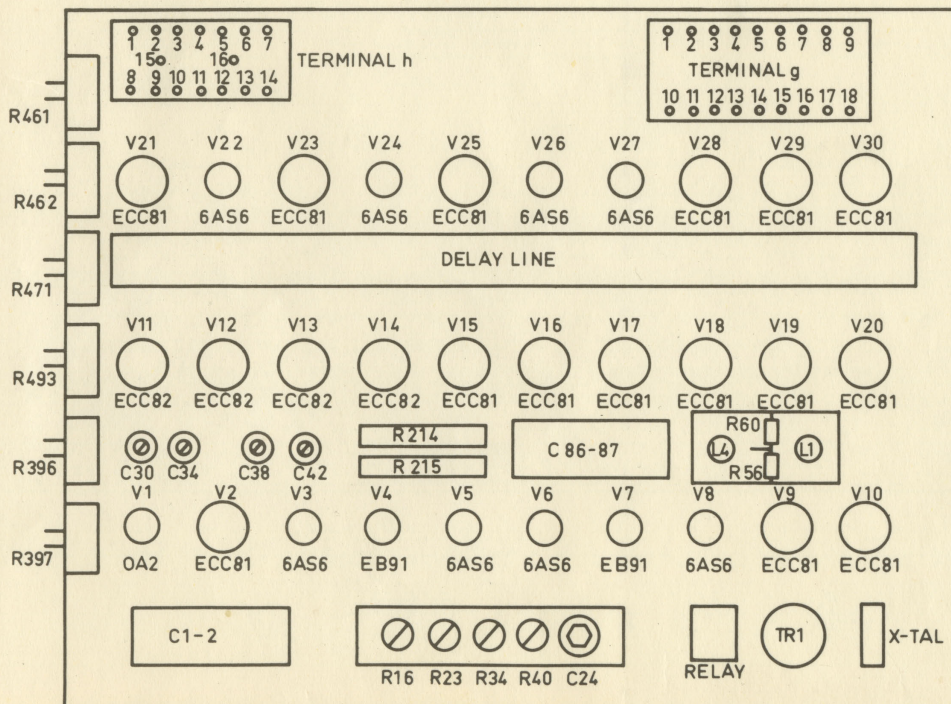 1 2 3 4 5 6 7
15 16
8 9 10 11 12 13 14
TERMINAL h
1 2 3 4 5 6 7 8 9
TERMINAL g
10 11 12 13 14 15 16 17 18
R461
V21 V22 V23 V24 V25 V26 V27 V28 V29 V30
R462
ECC81 6AS6 ECC81 6AS6 ECC81 6AS6 6AS6 ECC81 ECC81 ECC81
DELAY LINE
R471
V11 V12 V13 V14 V15 V16 V17 V18 V19 V20
R493
ECC82 ECC82 ECC82 ECC82 ECC81 ECC81 ECC81 ECC81 ECC81 ECC81
R 214
R 215
C 86-87
R60
L4 L1
R56
R396
C30 C34 C38 C42
V1 V2 V3 V4 V5 V6 V7 V8 V9 V10
R397
OA2 ECC81 6AS6 EB91 6AS6 6AS6 EB91 6AS6 ECC81 ECC81
C1-2
TR1
X-TAL
R16 R23 R34 R40 C24
RELAY